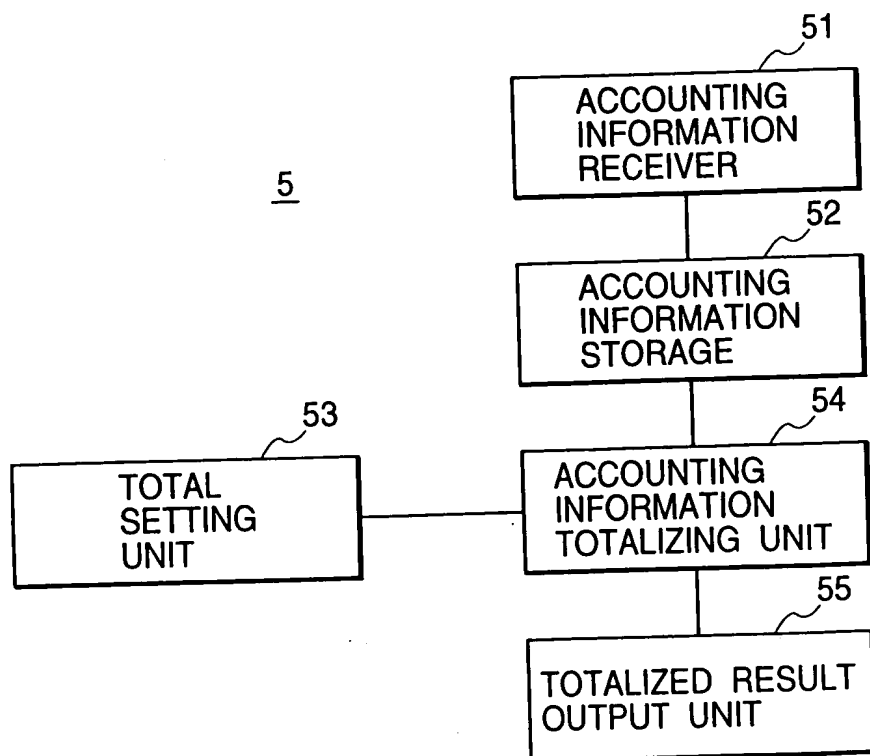 51
ACCOUNTING
INFORMATION
RECEIVER
5
52
ACCOUNTING
INFORMATION
STORAGE
53
TOTAL
SETTING
UNIT
54
ACCOUNTING
INFORMATION
TOTALIZING UNIT
55
TOTALIZED RESULT
OUTPUT UNIT